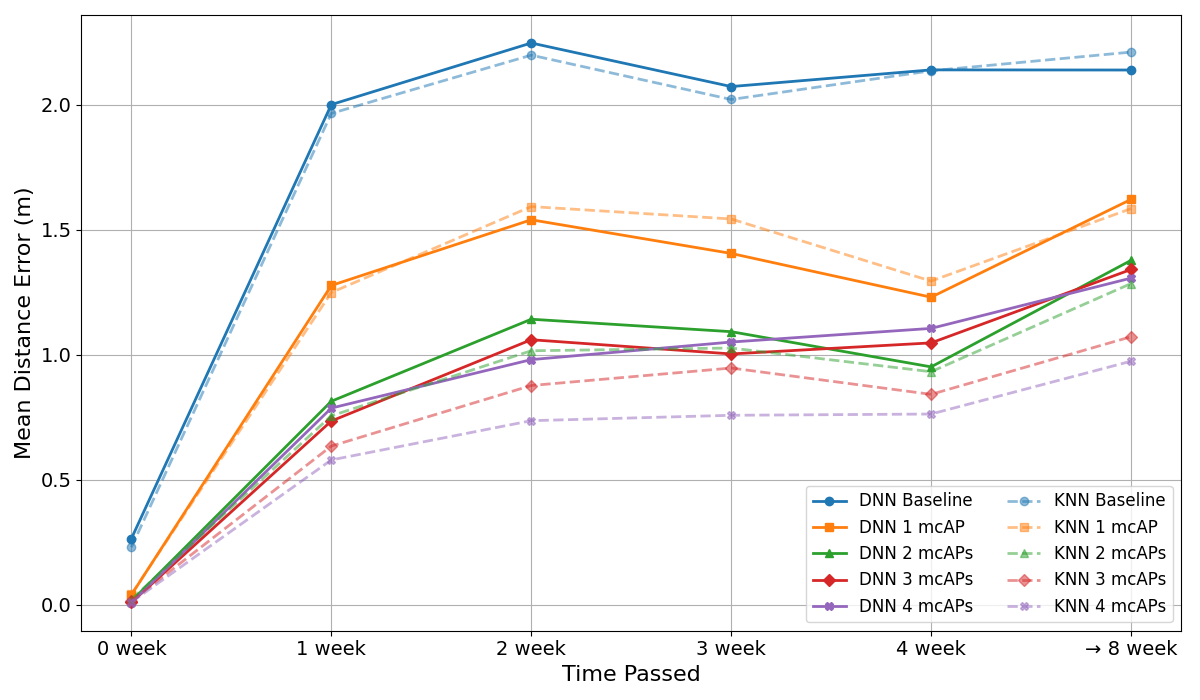 Mean Distance Error (m)
2.0
1.5
1.0
0.5
0.0
DNN Baseline
DNN 1 mcAP
DNN 2 mcAPs
DNN 3 mcAPs
DNN 4 mcAPs
KNN Baseline
KNN 1 mcAP
KNN 2 mcAPs
KNN 3 mcAPs
KNN 4 mcAPs
0 week 1 week 2 week 3 week 4 week → 8 week
Time Passed